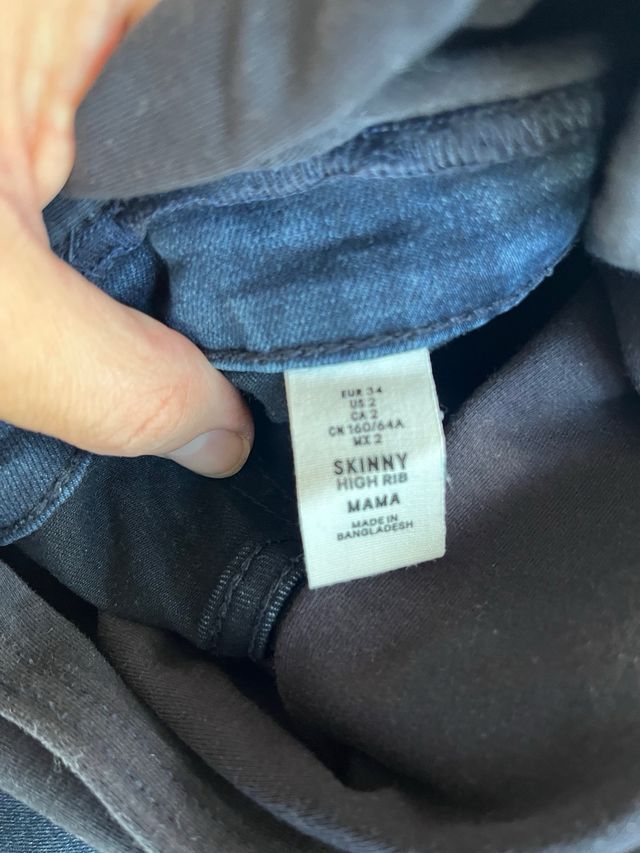 EUR 34
US 2
CA 2
CN 160/64A
MX 2
SKINNY
HIGH RIB
MAMA
MADE IN
BANGLADESH